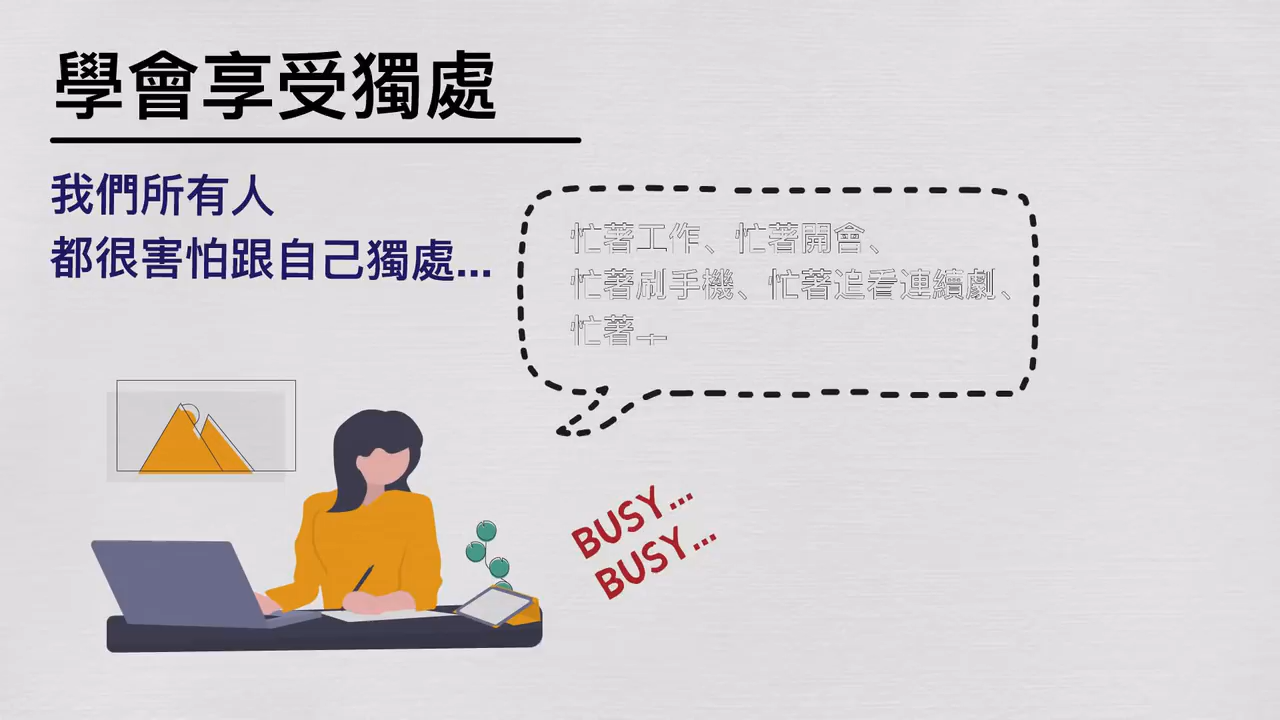 學會享受獨處
我們所有人
都很害怕跟自己獨處...
忙著工作、忙著開會、
忙著刷手機、忙著追看連續劇、
忙著
BUSY...
BUSY...